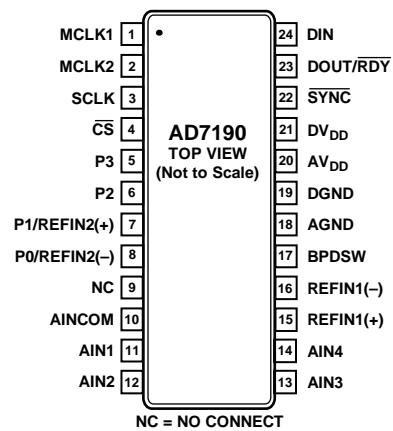 MCLK1 1
MCLK2 2
SCLK 3
C̅S̅ 4
P3 5
P2 6
P1/REFIN2(+) 7
P0/REFIN2(–) 8
NC 9
AINCOM 10
AIN1 11
AIN2 12
AD7190
TOP VIEW
(Not to Scale)
24 DIN
23 DOUT/R̅D̅Y̅
22 S̅Y̅N̅C̅
21 DVDD
20 AVDD
19 DGND
18 AGND
17 BPDSW
16 REFIN1(–)
15 REFIN1(+)
14 AIN4
13 AIN3
NC = NO CONNECT